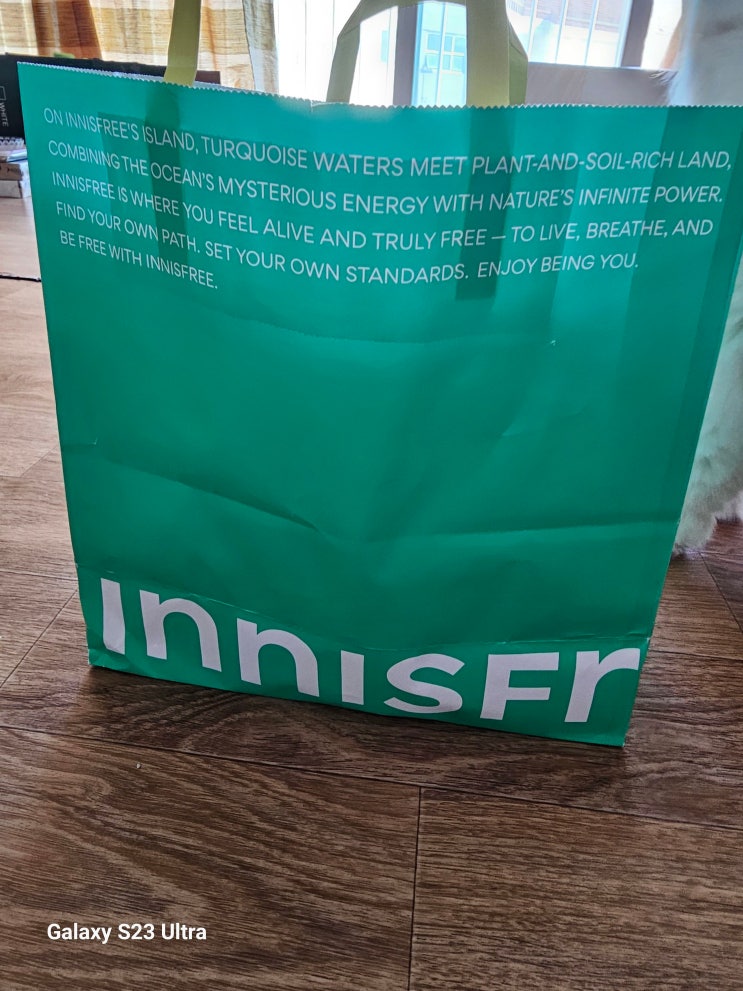 ON INNISFREE'S ISLAND, TURQUOISE WATERS MEET PLANT-AND-SOIL-RICH LAND,
COMBINING THE OCEAN'S MYSTERIOUS ENERGY WITH NATURE'S INFINITE POWER.
INNISFREE IS WHERE YOU FEEL ALIVE AND TRULY FREE — TO LIVE, BREATHE, AND
FIND YOUR OWN PATH. SET YOUR OWN STANDARDS. ENJOY BEING YOU.
BE FREE WITH INNISFREE.
WHITE
InnISFr
Galaxy S23 Ultra